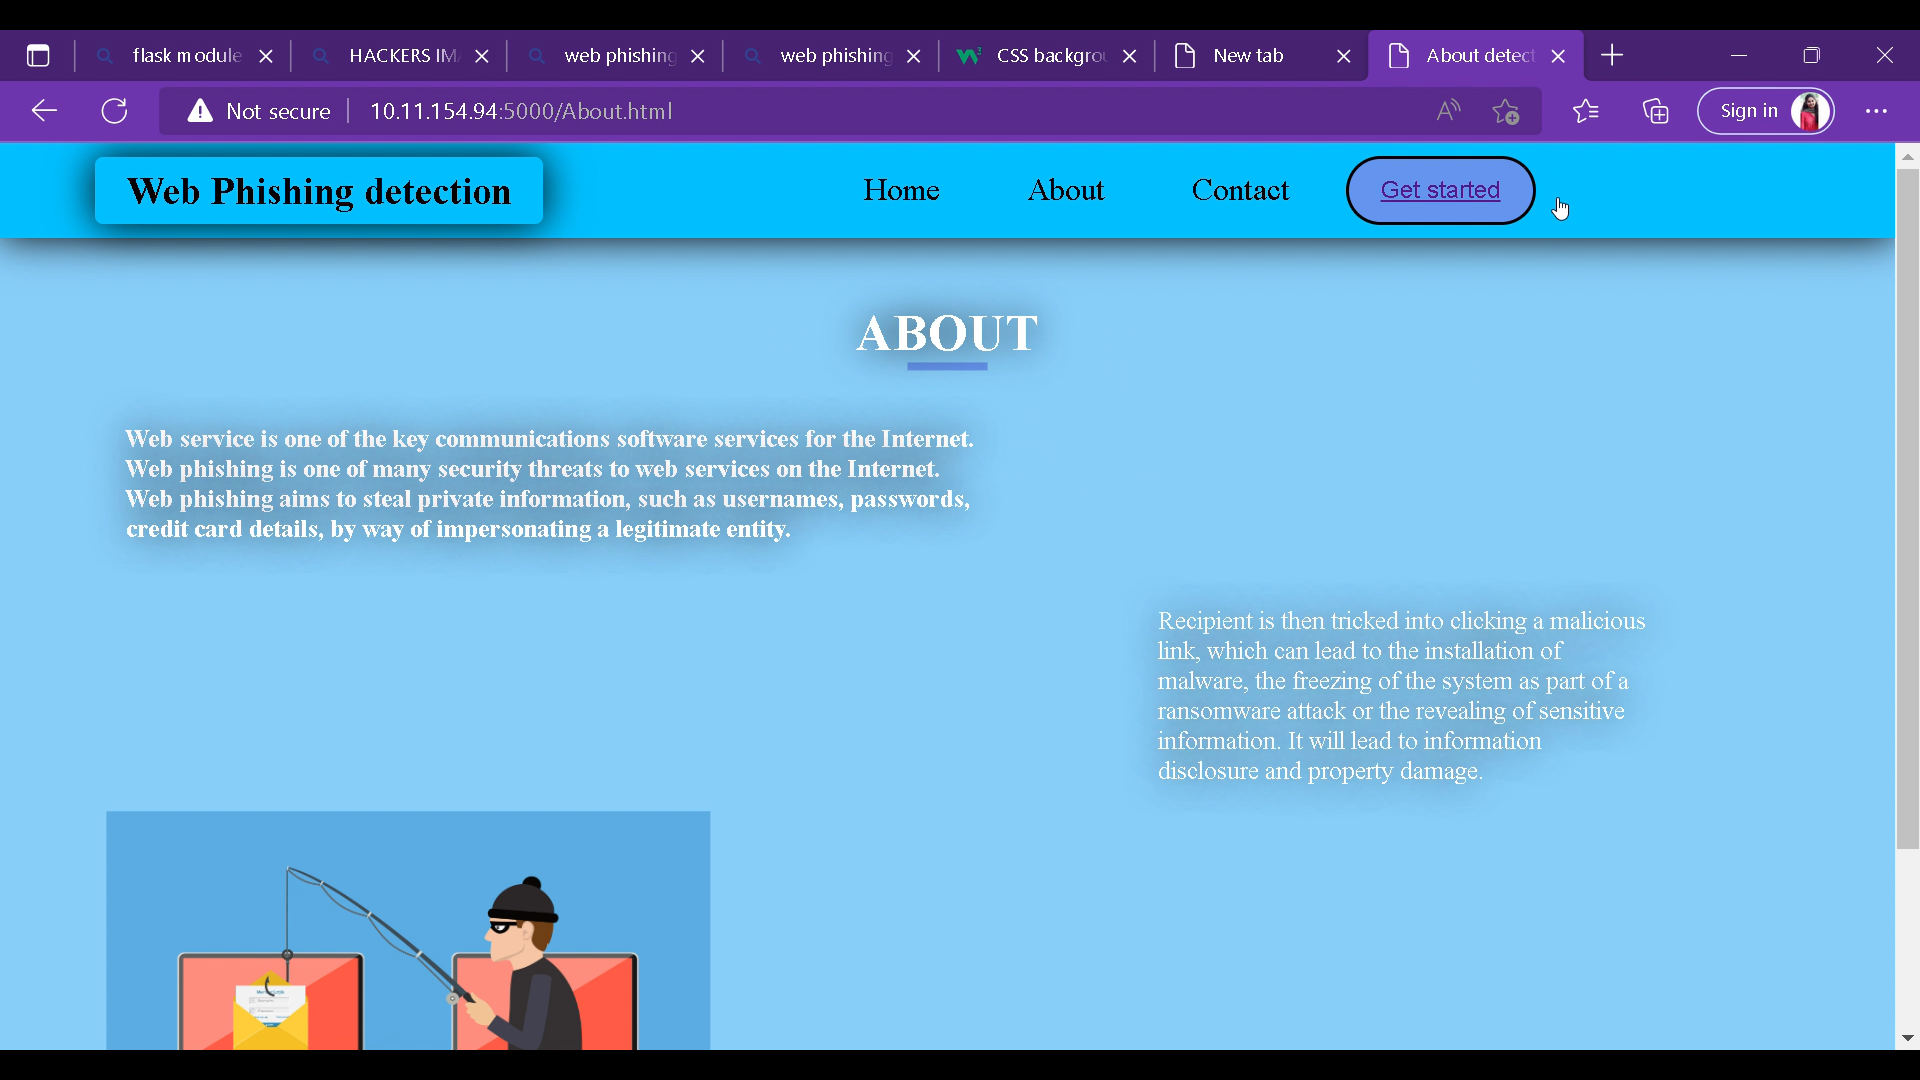 flask module
HACKERS IM
web phishing
web phishing
CSS backgrou
New tab
About detect
Not secure
10.11.154.94:5000/About.html
Sign in
Web Phishing detection
Home
About
Contact
Get started
ABOUT
Web service is one of the key communications software services for the Internet.
Web phishing is one of many security threats to web services on the Internet.
Web phishing aims to steal private information, such as usernames, passwords,
credit card details, by way of impersonating a legitimate entity.
Recipient is then tricked into clicking a malicious
link, which can lead to the installation of
malware, the freezing of the system as part of a
ransomware attack or the revealing of sensitive
information. It will lead to information
disclosure and property damage.